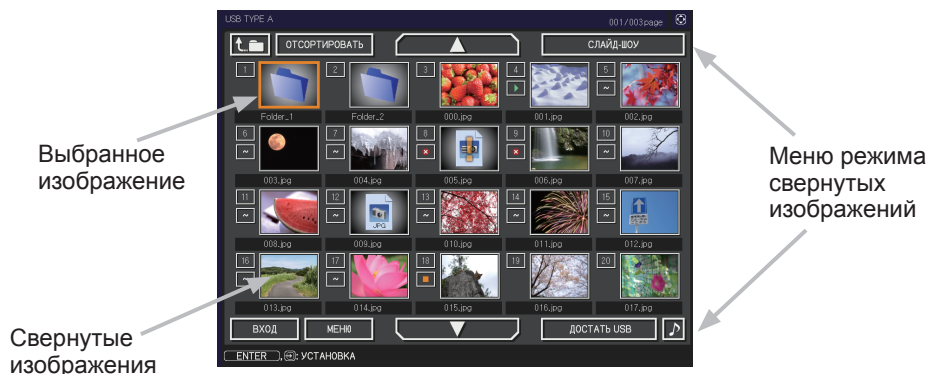 USB TYPE A 001/003page
ОТСОРТИРОВАТЬ СЛАЙД-ШОУ
1 2 3 4 5
Folder_1 Folder_2 000.jpg 001.jpg 002.jpg
6 7 8 9 10
003.jpg 004.jpg 005.jpg 006.jpg 007.jpg
11 12 13 14 15
JPG
008.jpg 009.jpg 010.jpg 011.jpg 012.jpg
16 17 18 19 20
013.jpg 014.jpg 015.jpg 016.jpg 017.jpg
ВХОД МЕНЮ ДОСТАТЬ USB
ENTER , : УСТАНОВКА
Выбранное
изображение
Свернутые
изображения
Меню режима
свернутых
изображений